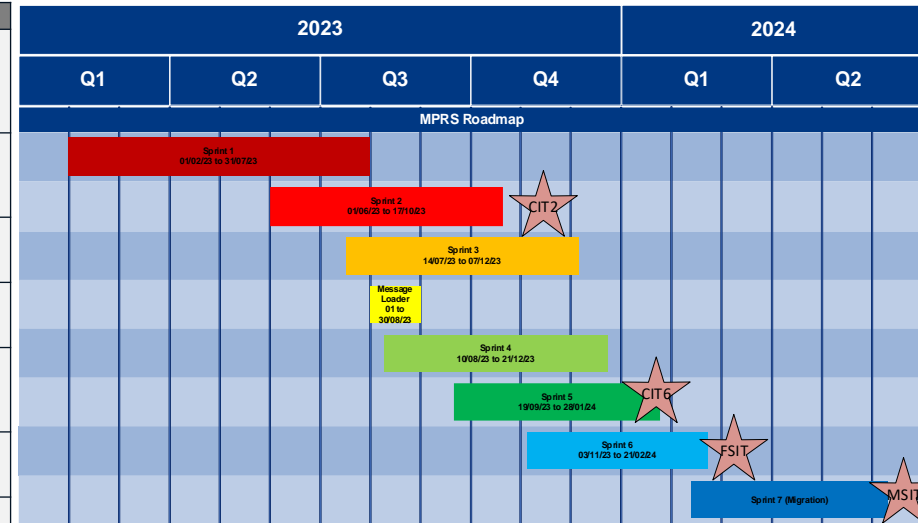 2023
2024
Q1
Q2
Q3
Q4
Q1
Q2
MPRS Roadmap
Sprint 1
01/02/23 to 31/07/23
Sprint 2
01/06/23 to 17/10/23
CIT2
Sprint 3
14/07/23 to 07/12/23
Message
Loader
01 to
30/08/23
Sprint 4
10/08/23 to 21/12/23
Sprint 5
19/09/23 to 28/01/24
CIT6
Sprint 6
03/11/23 to 21/02/24
FSIT
Sprint 7 (Migration)
MSIT